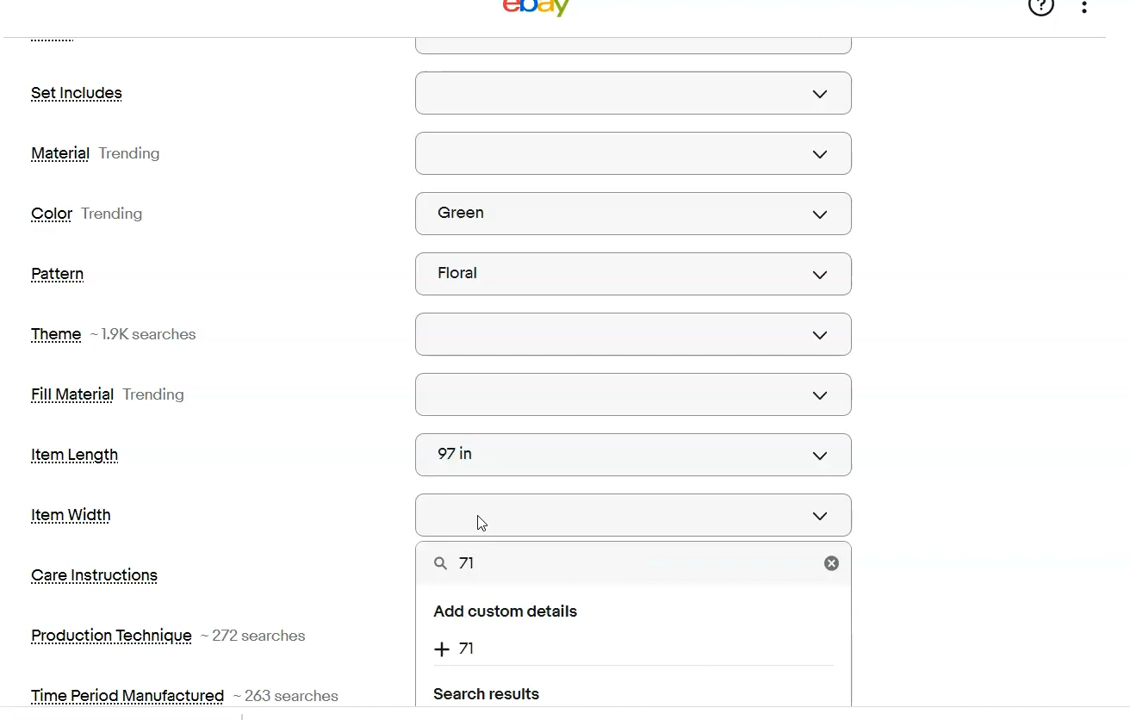 ebay
Set Includes
Material Trending
Color Trending Green
Pattern Floral
Theme ~ 1.9K searches
Fill Material Trending
Item Length 97 in
Item Width
71
Care Instructions
Add custom details
Production Technique ~ 272 searches
+ 71
Time Period Manufactured ~ 263 searches
Search results